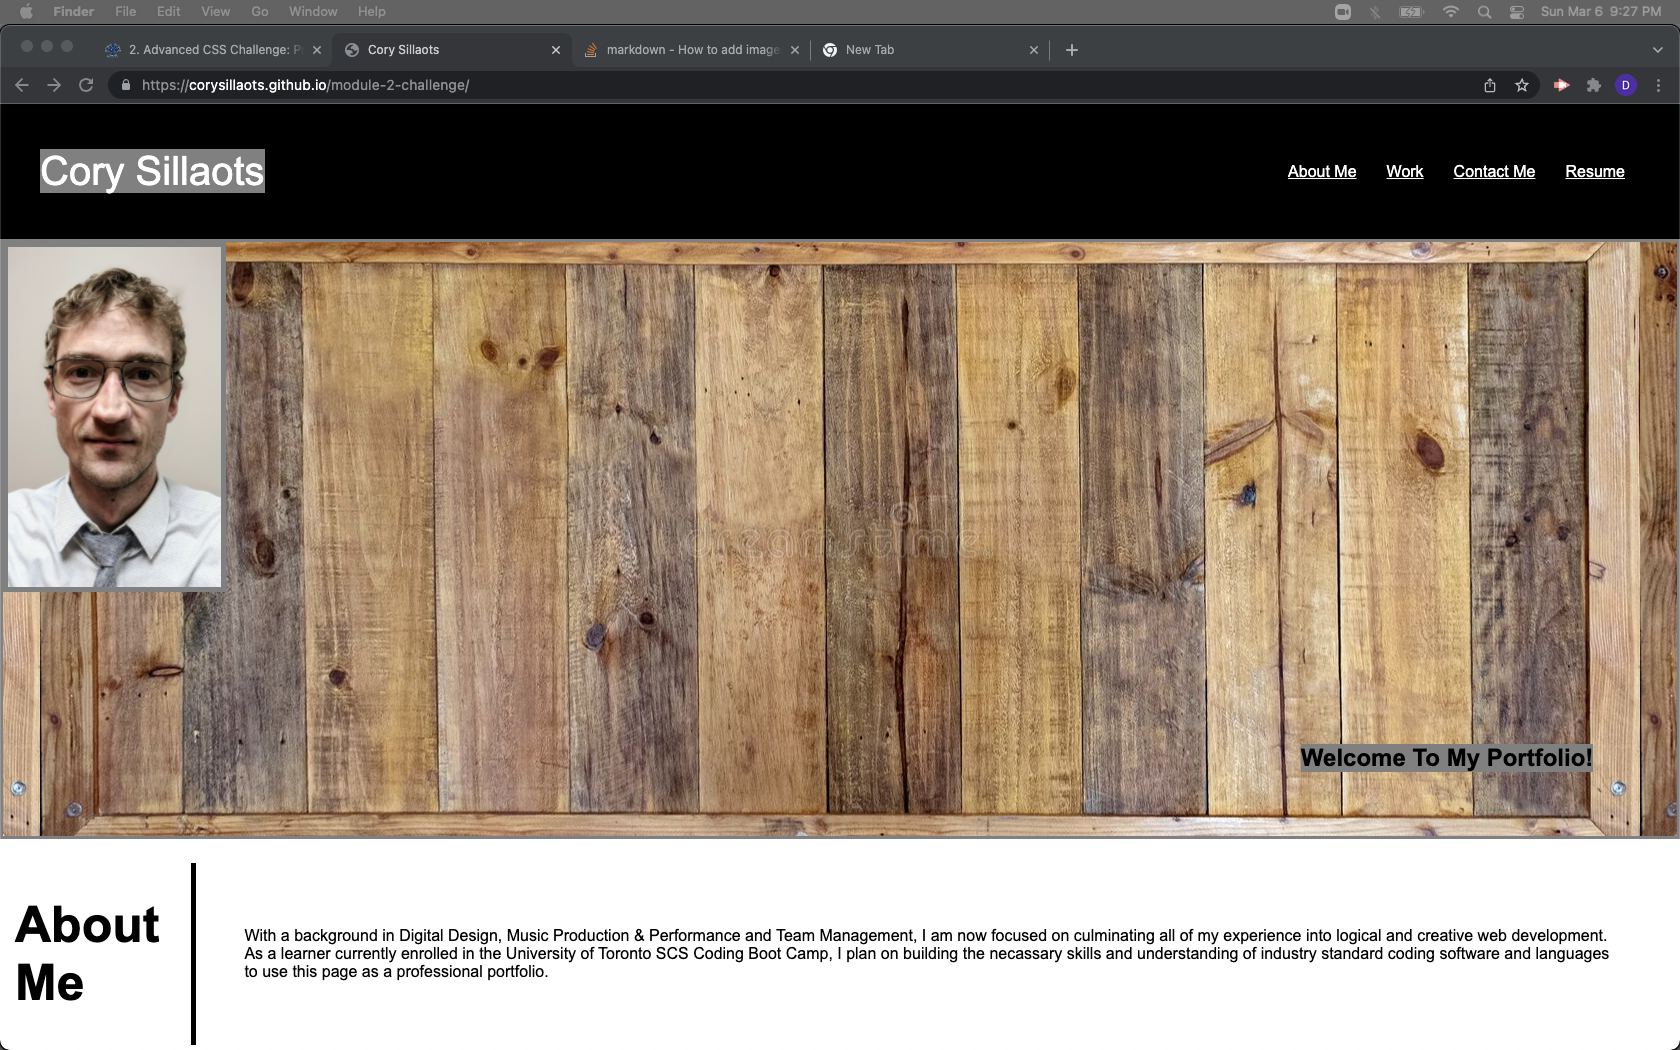 Finder File Edit View Go Window Help Sun Mar 6 9:27 PM
2. Advanced CSS Challenge: P Cory Sillaots markdown - How to add image New Tab
https://corysillaots.github.io/module-2-challenge/ D
Cory Sillaots About Me Work Contact Me Resume
dreamstime
Welcome To My Portfolio!
About
Me
With a background in Digital Design, Music Production & Performance and Team Management, I am now focused on culminating all of my experience into logical and creative web development.
As a learner currently enrolled in the University of Toronto SCS Coding Boot Camp, I plan on building the necassary skills and understanding of industry standard coding software and languages
to use this page as a professional portfolio.